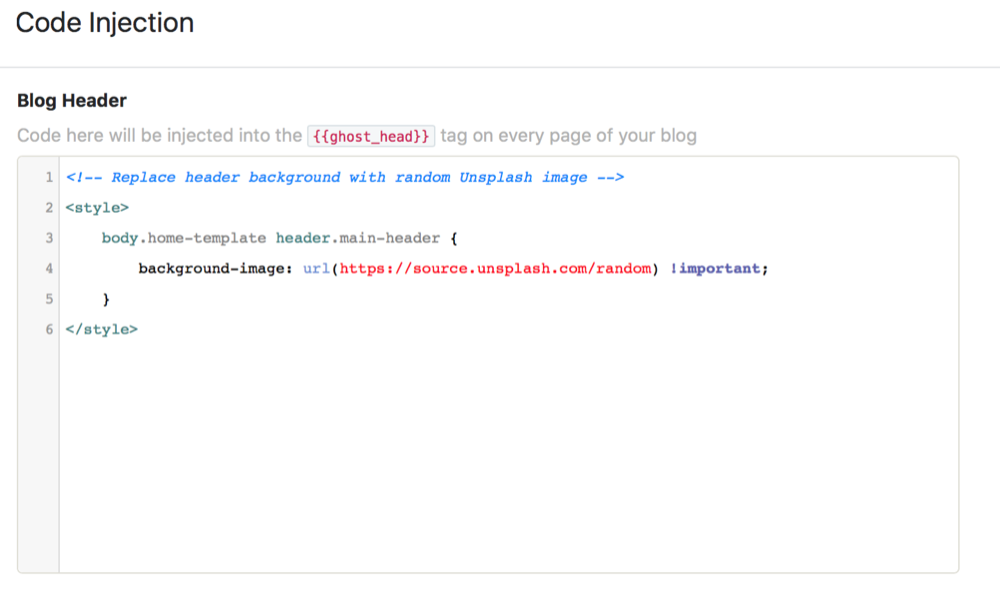 Code Injection
Blog Header
Code here will be injected into the {{ghost_head}} tag on every page of your blog
1 <!-- Replace header background with random Unsplash image -->
2 <style>
3     body.home-template header.main-header {
4         background-image: url(https://source.unsplash.com/random) !important;
5     }
6 </style>